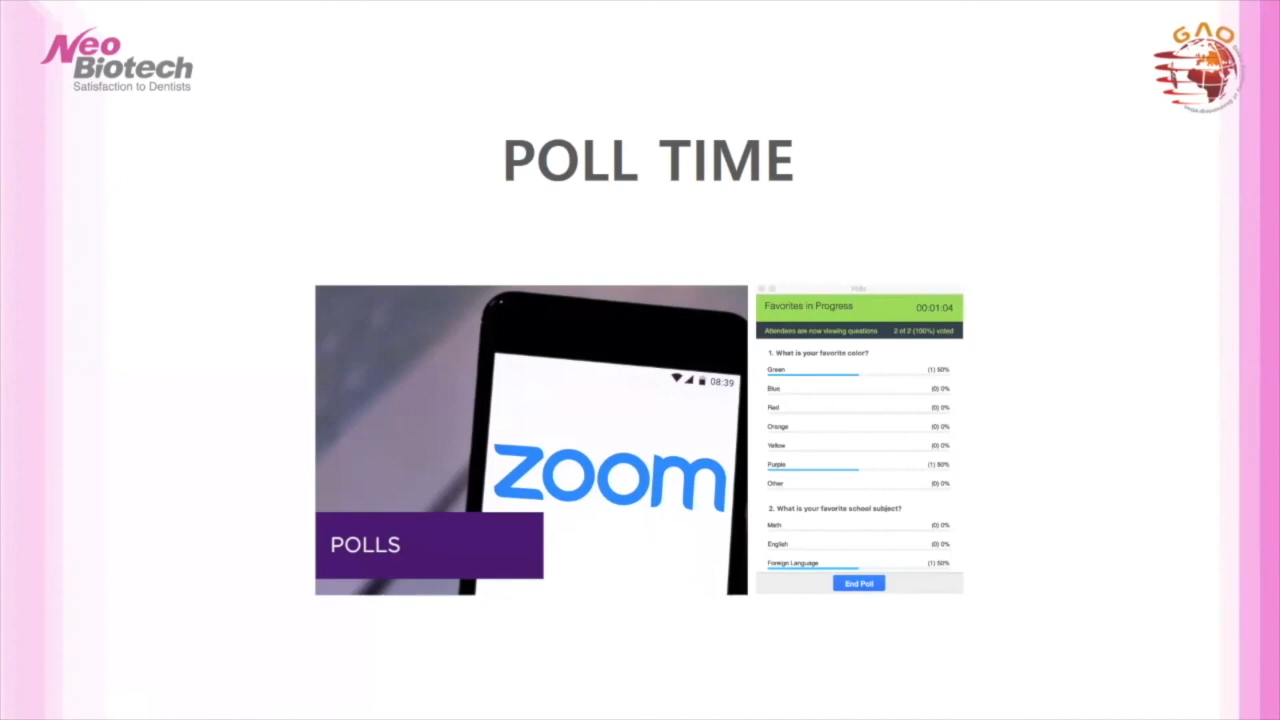 Neo
Biotech
Satisfaction to Dentists
GAO
POLL TIME
08:39
zoom
POLLS
Polls
Favorites in Progress 00:01:04
Attendees are now viewing questions 2 of 2 (100%) voted
1. What is your favorite color?
Green (1) 50%
Blue (0) 0%
Red (0) 0%
Orange (0) 0%
Yellow (0) 0%
Purple (1) 50%
Other (0) 0%
2. What is your favorite school subject?
Math (0) 0%
English (0) 0%
Foreign Language (1) 50%
End Poll